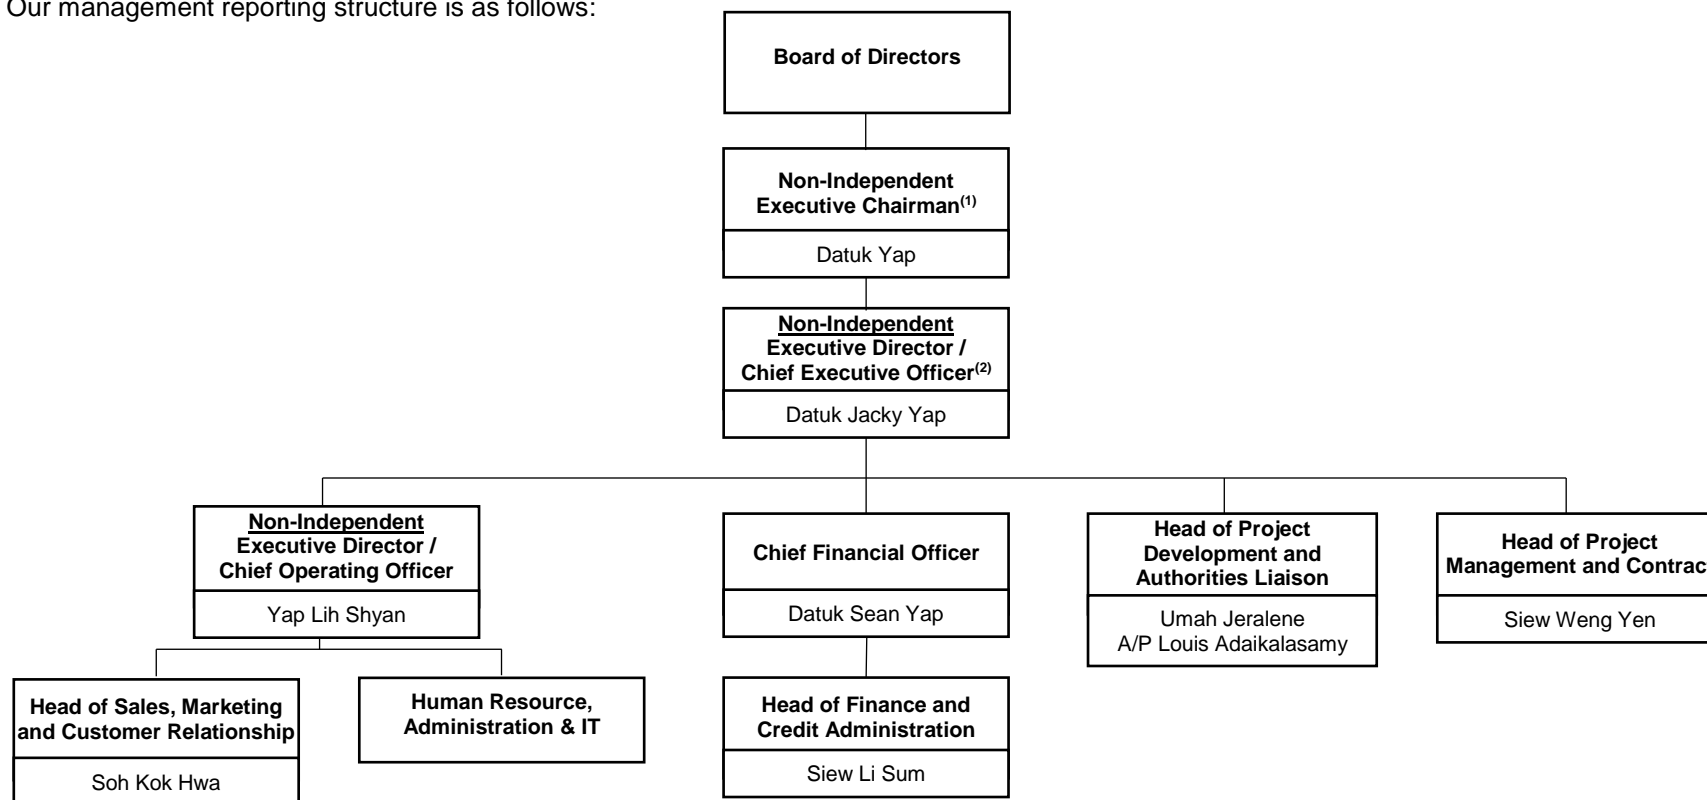 Our management reporting structure is as follows:
Board of Directors
Non-Independent
Executive Chairman(1)
Datuk Yap
Non-Independent
Executive Director /
Chief Executive Officer(2)
Datuk Jacky Yap
Non-Independent
Executive Director /
Chief Operating Officer
Yap Lih Shyan
Chief Financial Officer
Datuk Sean Yap
Head of Project
Development and
Authorities Liaison
Umah Jeralene
A/P Louis Adaikalasamy
Head of Project
Management and Contrac
Siew Weng Yen
Head of Sales, Marketing
and Customer Relationship
Soh Kok Hwa
Human Resource,
Administration & IT
Head of Finance and
Credit Administration
Siew Li Sum